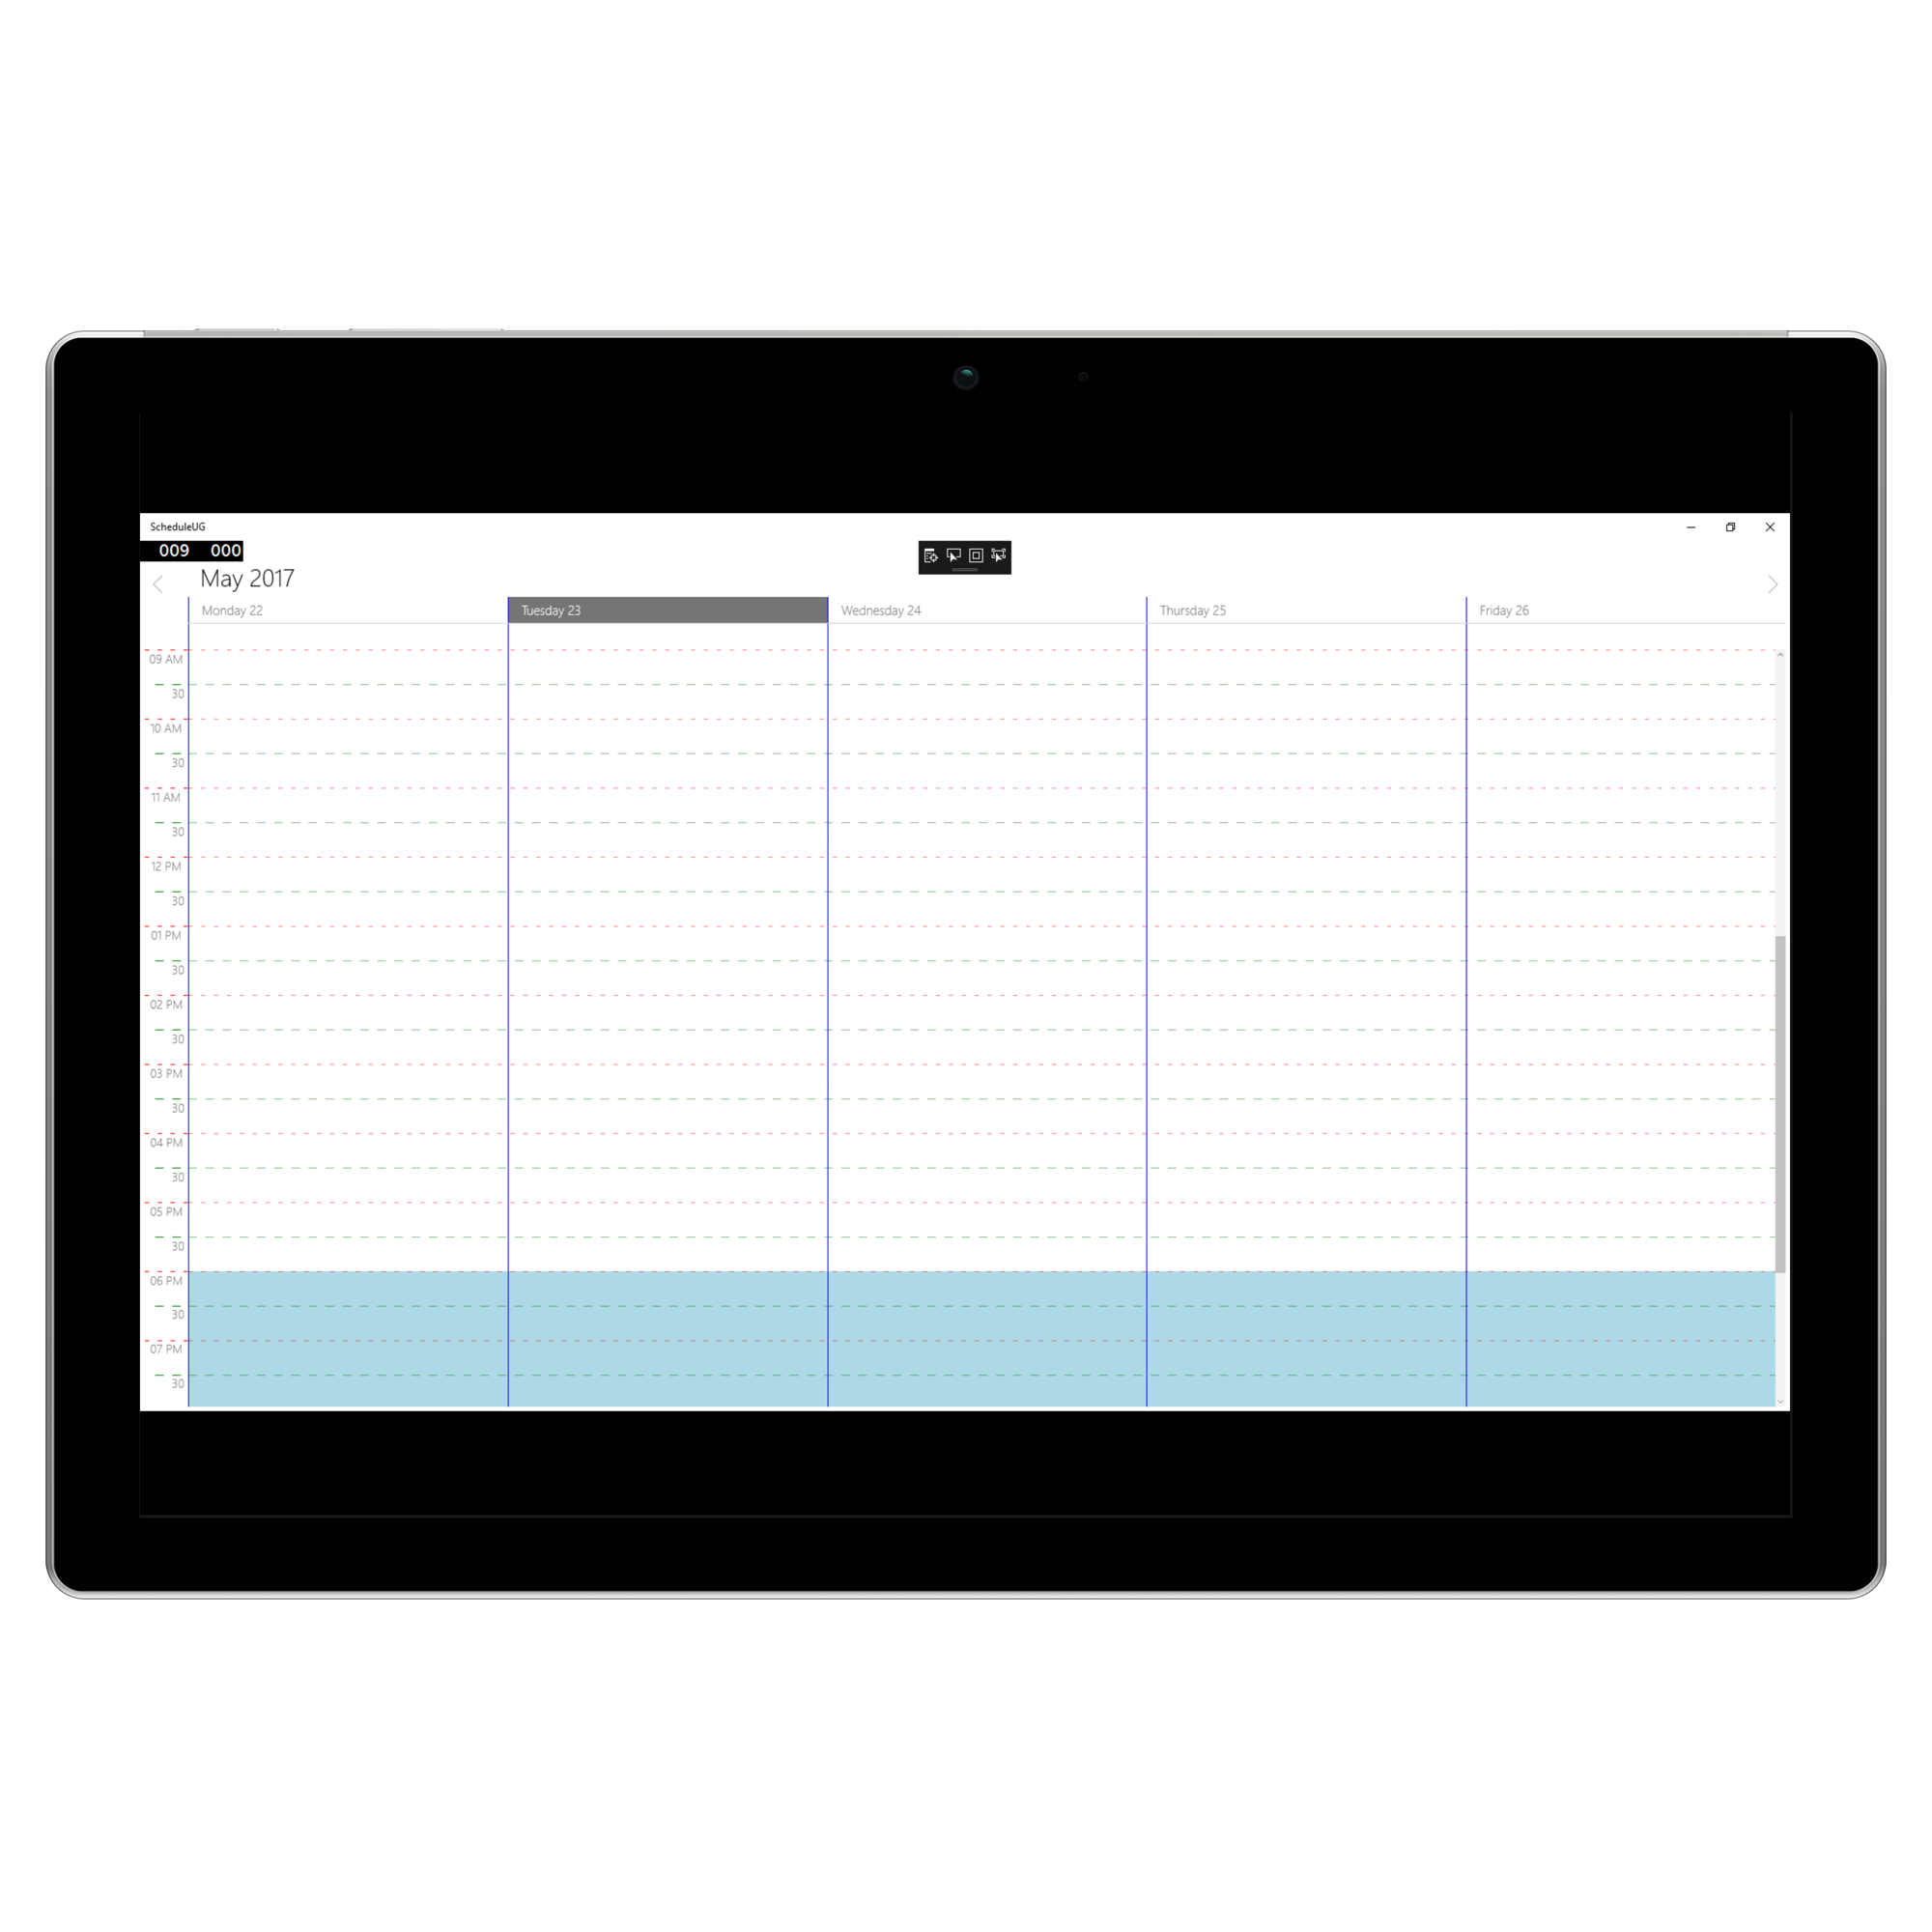 ScheduleUG
009 000
May 2017
Monday 22 Tuesday 23 Wednesday 24 Thursday 25 Friday 26
09 AM
30
10 AM
30
11 AM
30
12 PM
30
01 PM
30
02 PM
30
03 PM
30
04 PM
30
05 PM
30
06 PM
30
07 PM
30